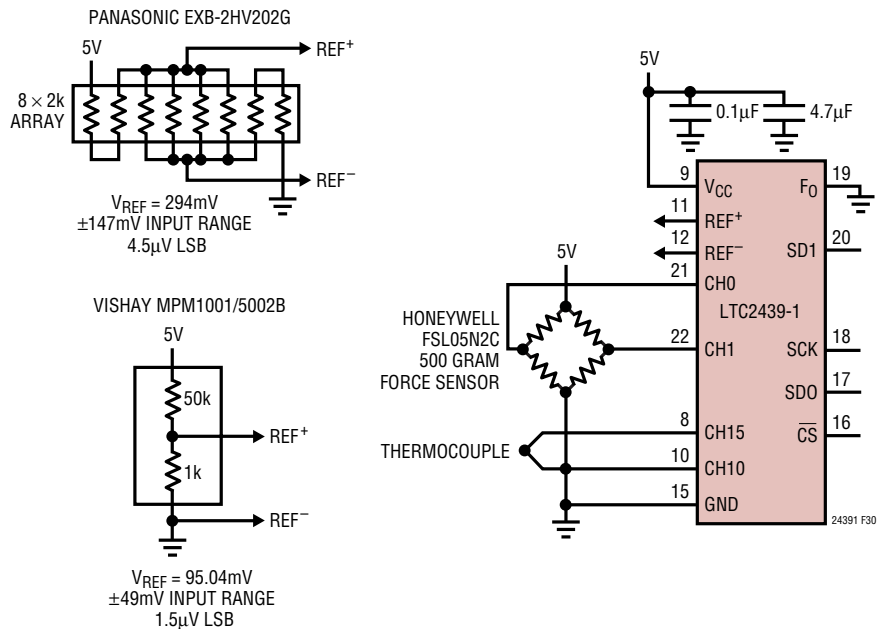 PANASONIC EXB-2HV202G
5V
REF+
8 × 2k
ARRAY
REF−
VREF = 294mV
±147mV INPUT RANGE
4.5µV LSB
VISHAY MPM1001/5002B
5V
50k
REF+
1k
REF−
VREF = 95.04mV
±49mV INPUT RANGE
1.5µV LSB
5V
0.1µF
4.7µF
9
VCC
FO
19
11
REF+
12
REF−
SD1
20
5V
21
CH0
LTC2439-1
HONEYWELL
FSL05N2C
500 GRAM
FORCE SENSOR
22
CH1
SCK
18
SDO
17
8
CH15
CS
16
THERMOCOUPLE
10
CH10
15
GND
24391 F30